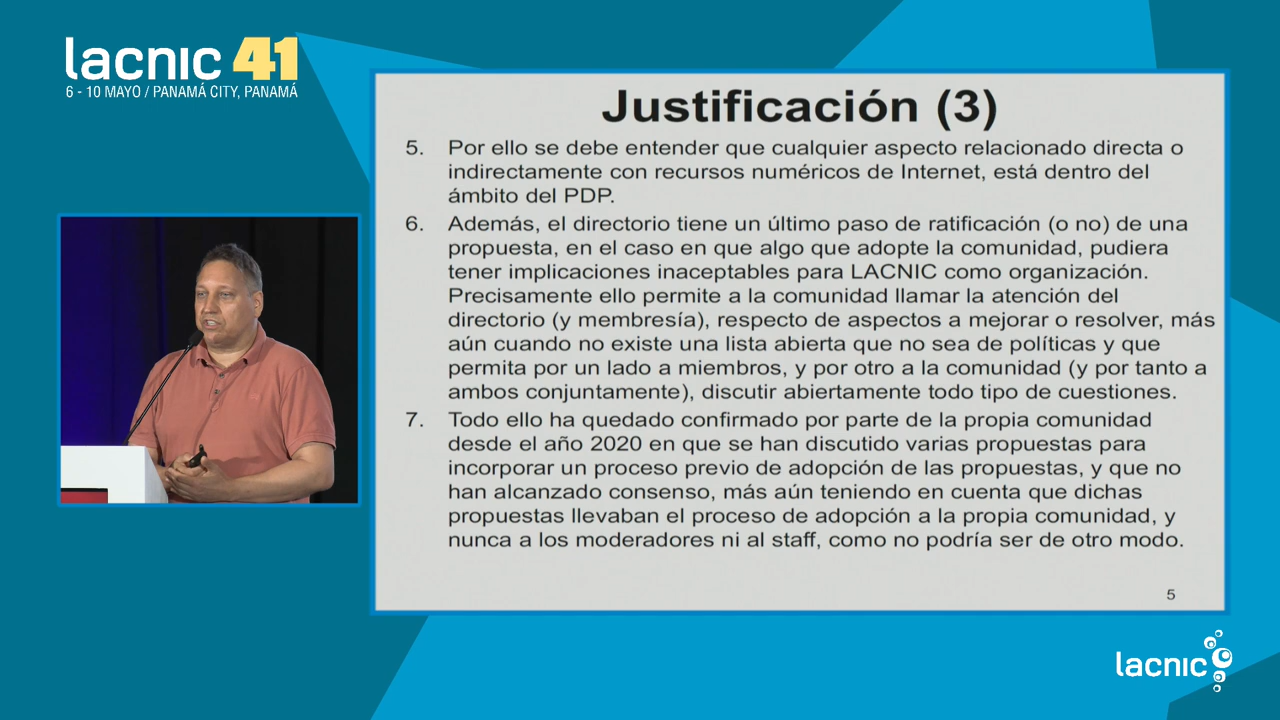 lacnic 41
6 - 10 MAYO / PANAMÁ CITY, PANAMÁ
Justificación (3)
5. Por ello se debe entender que cualquier aspecto relacionado directa o
indirectamente con recursos numéricos de Internet, está dentro del
ámbito del PDP.
6. Además, el directorio tiene un último paso de ratificación (o no) de una
propuesta, en el caso en que algo que adopte la comunidad, pudiera
tener implicaciones inaceptables para LACNIC como organización.
Precisamente ello permite a la comunidad llamar la atención del
directorio (y membresía), respecto de aspectos a mejorar o resolver, más
aún cuando no existe una lista abierta que no sea de políticas y que
permita por un lado a miembros, y por otro a la comunidad (y por tanto a
ambos conjuntamente), discutir abiertamente todo tipo de cuestiones.
7. Todo ello ha quedado confirmado por parte de la propia comunidad
desde el año 2020 en que se han discutido varias propuestas para
incorporar un proceso previo de adopción de las propuestas, y que no
han alcanzado consenso, más aún teniendo en cuenta que dichas
propuestas llevaban el proceso de adopción a la propia comunidad, y
nunca a los moderadores ni al staff, como no podría ser de otro modo.
5
lacnic